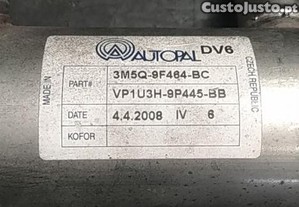 CustoJusto.pt
AUTOPAL DV6
MADE IN
CZECH REPUBLIC
PART# 3M5Q-9F464-BC
VP1U3H-9P445-BB
DATE 4.4.2008 IV 6
KOFOR